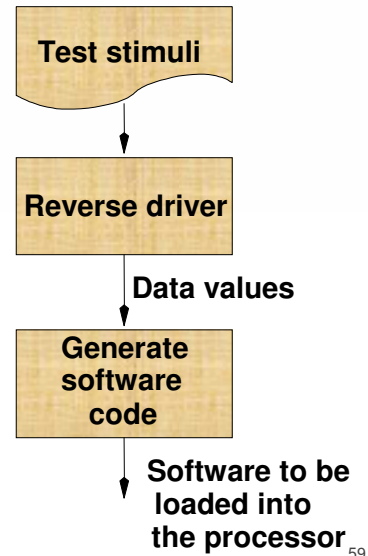 Test stimuli
Reverse driver
Data values
Generate
software
code
Software to be
loaded into
the processor
59